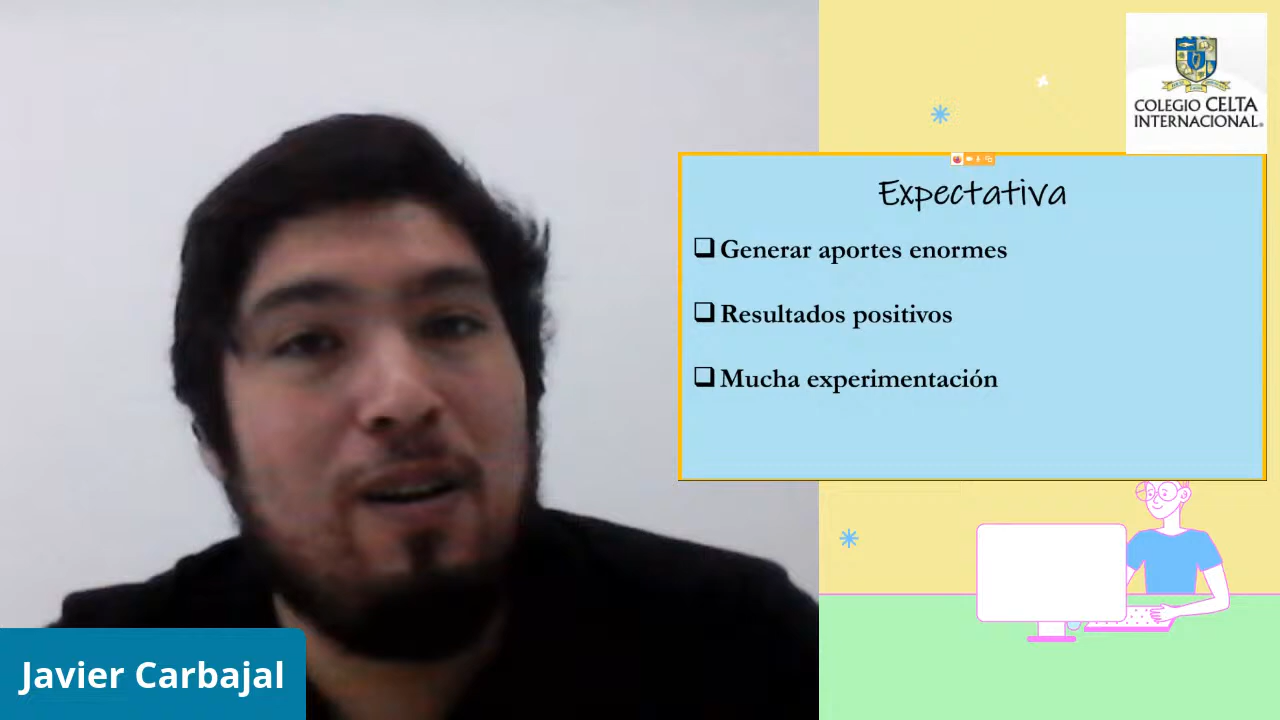 COLEGIO CELTA
INTERNACIONAL®
Expectativa
Generar aportes enormes
Resultados positivos
Mucha experimentación
Javier Carbajal